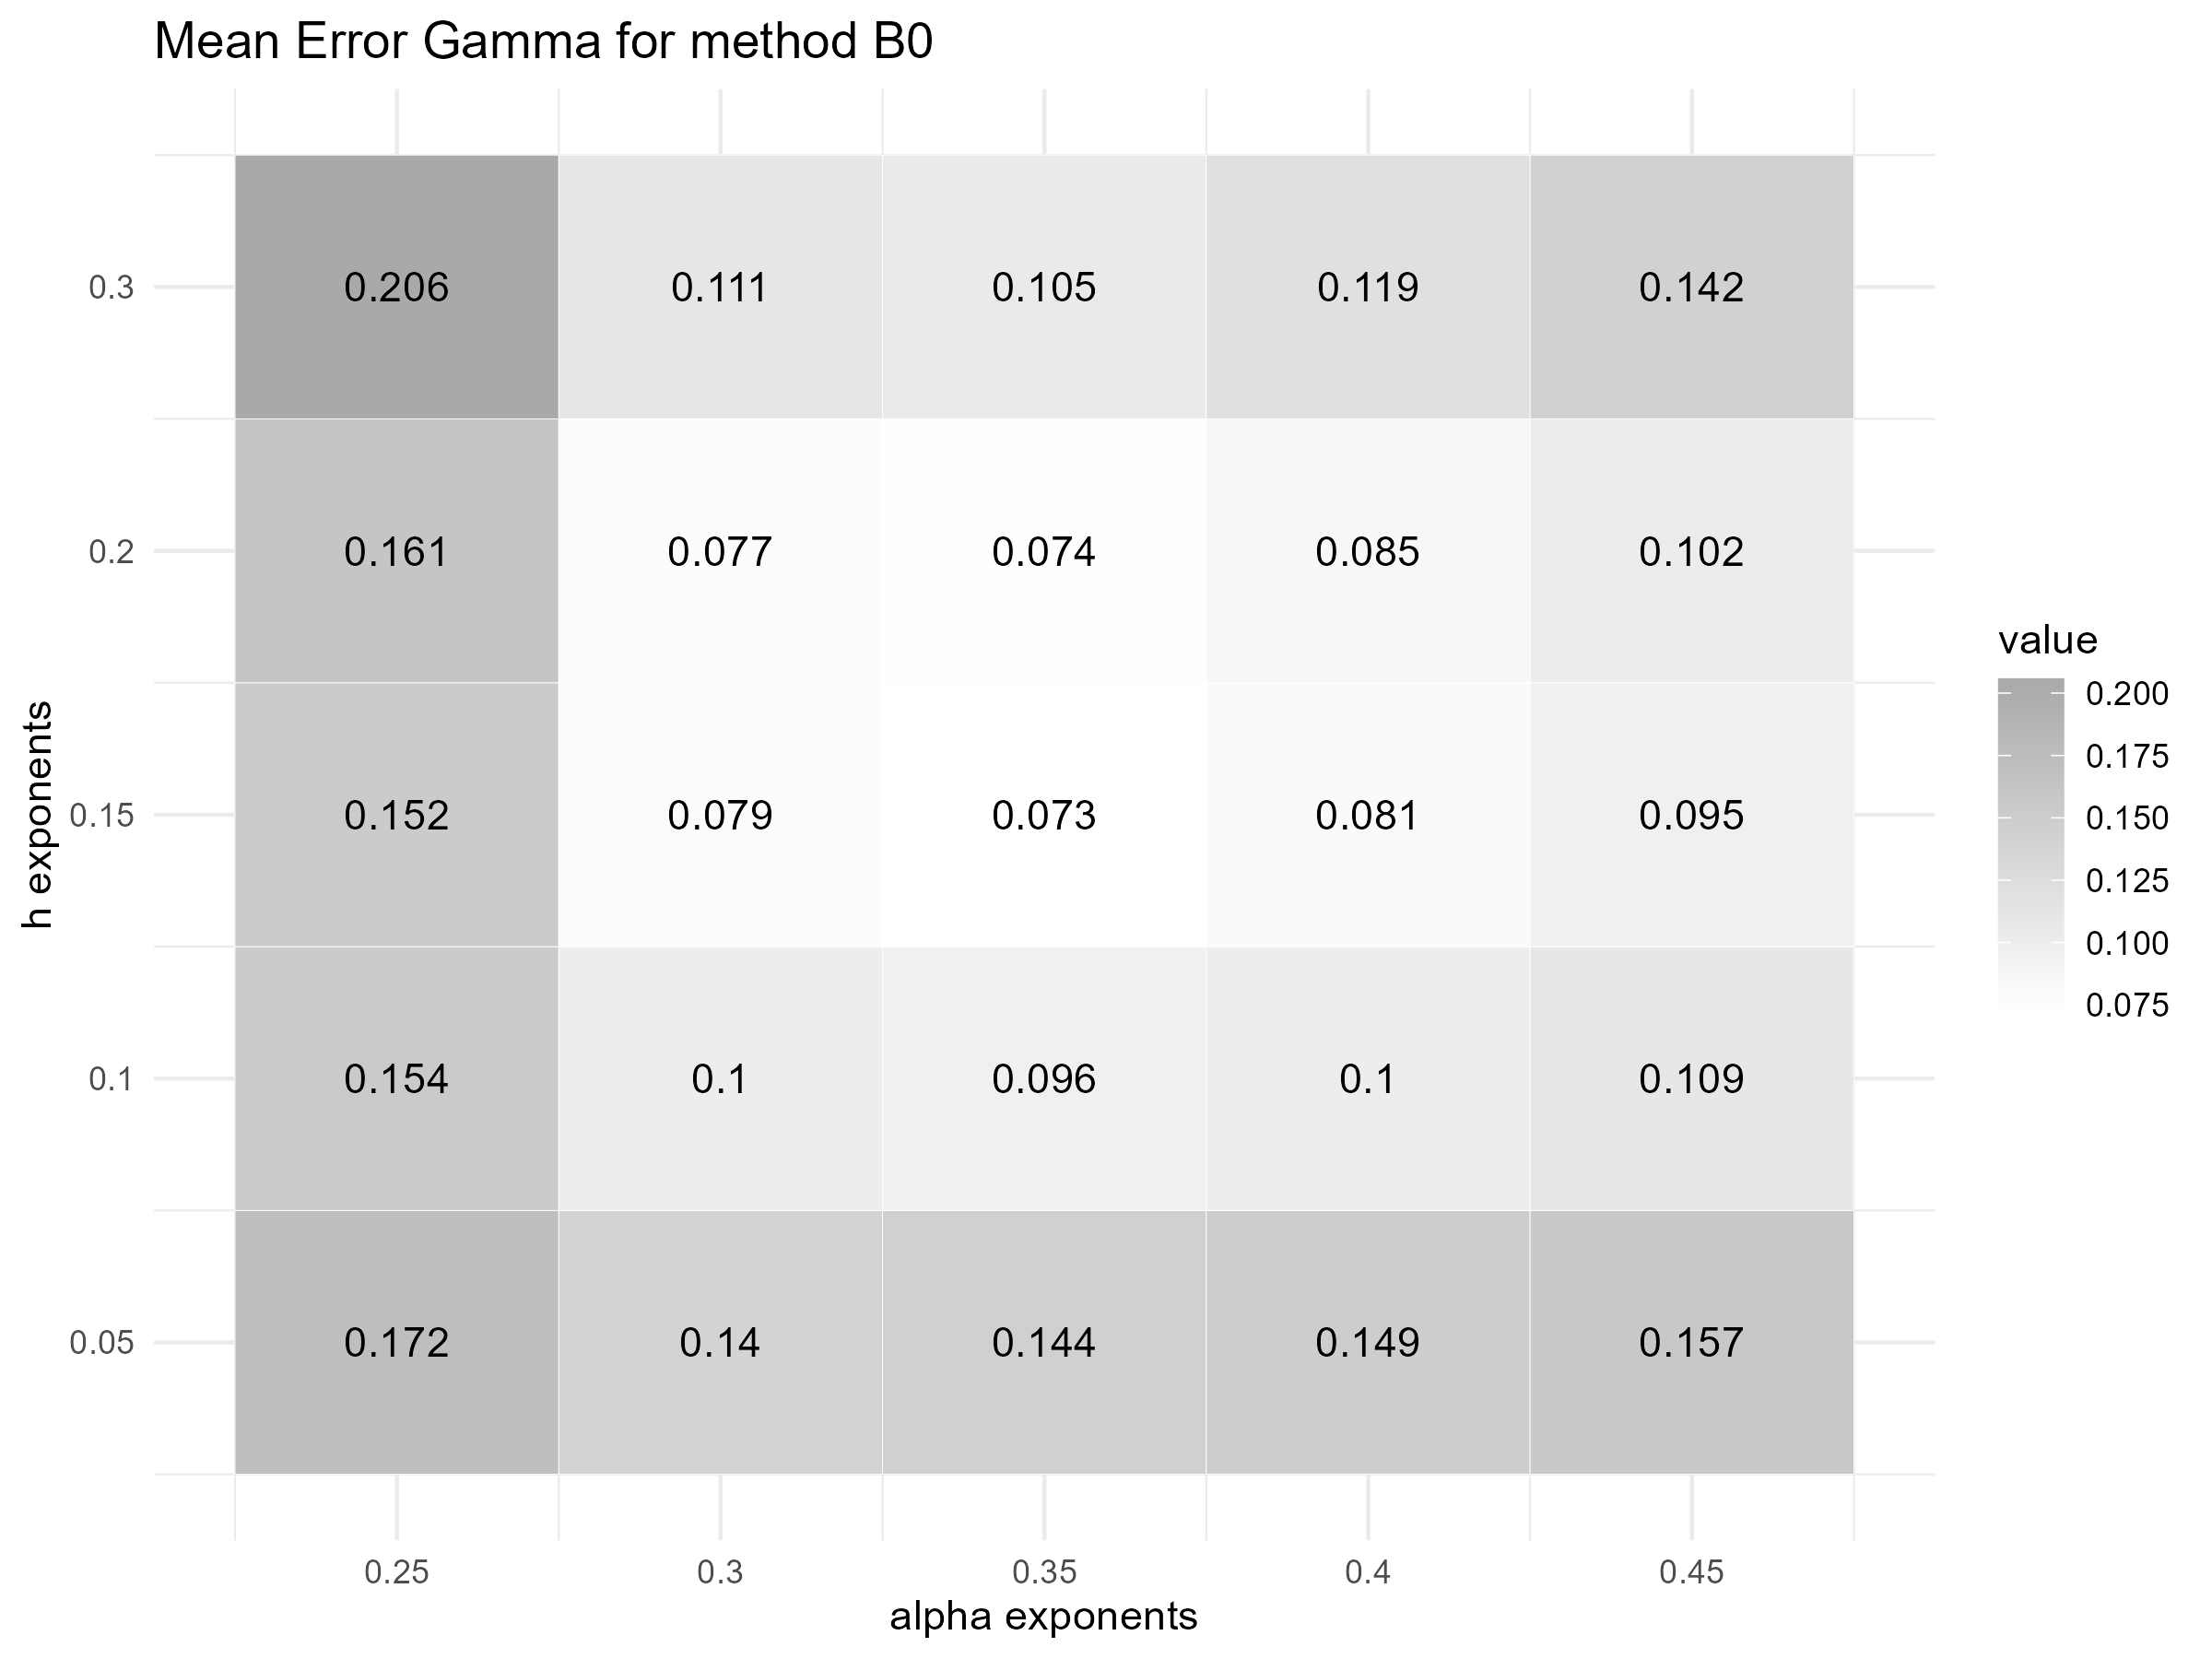 Mean Error Gamma for method B0
h exponents
0.3 0.206 0.111 0.105 0.119 0.142
0.2 0.161 0.077 0.074 0.085 0.102
0.15 0.152 0.079 0.073 0.081 0.095
0.1 0.154 0.1 0.096 0.1 0.109
0.05 0.172 0.14 0.144 0.149 0.157
0.25 0.3 0.35 0.4 0.45
alpha exponents
value
0.200
0.175
0.150
0.125
0.100
0.075